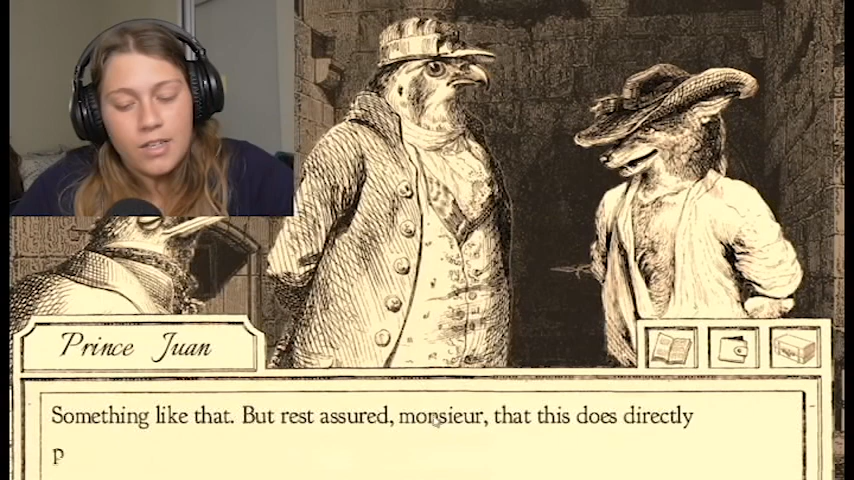 Prince Juan
Something like that. But rest assured, monsieur, that this does directly
p